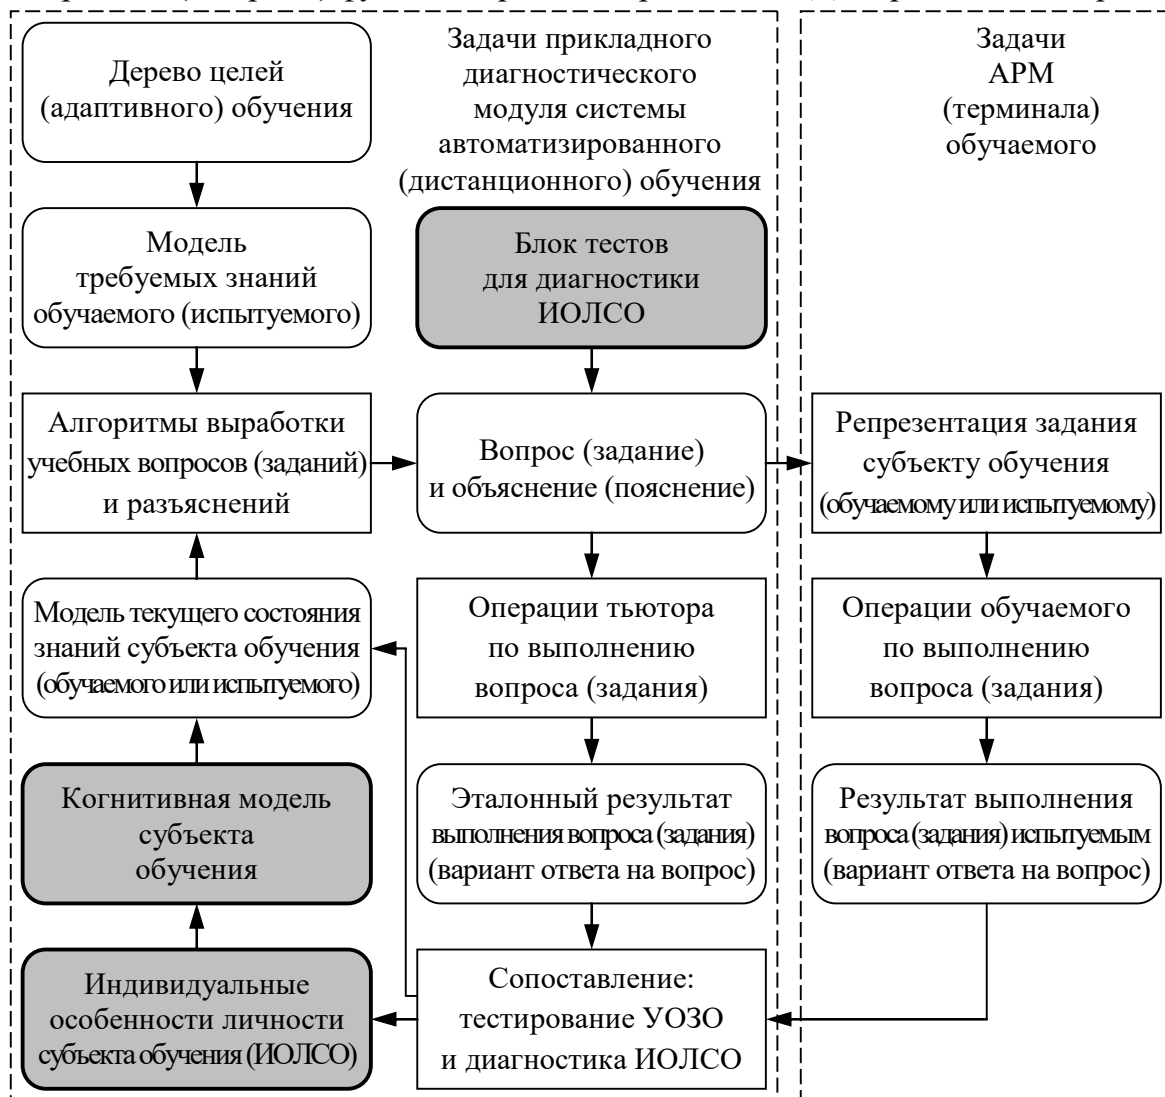 Дерево целей
(адаптивного) обучения
Задачи прикладного
диагностического
модуля системы
автоматизированного
(дистанционного) обучения
Задачи
АРМ
(терминала)
обучаемого
Модель
требуемых знаний
обучаемого (испытуемого)
Блок тестов
для диагностики
ИОЛСО
Алгоритмы выработки
учебных вопросов (заданий)
и разъяснений
Вопрос (задание)
и объяснение (пояснение)
Репрезентация задания
субъекту обучения
(обучаемому или испытуемому)
Модель текущего состояния
знаний субъекта обучения
(обучаемого или испытуемого)
Операции тьютора
по выполнению
вопроса (задания)
Операции обучаемого
по выполнению
вопроса (задания)
Когнитивная модель
субъекта
обучения
Эталонный результат
выполнения вопроса (задания)
(вариант ответа на вопрос)
Результат выполнения
вопроса (задания) испытуемым
(вариант ответа на вопрос)
Индивидуальные
особенности личности
субъекта обучения (ИОЛСО)
Сопоставление:
тестирование УОЗО
и диагностика ИОЛСО